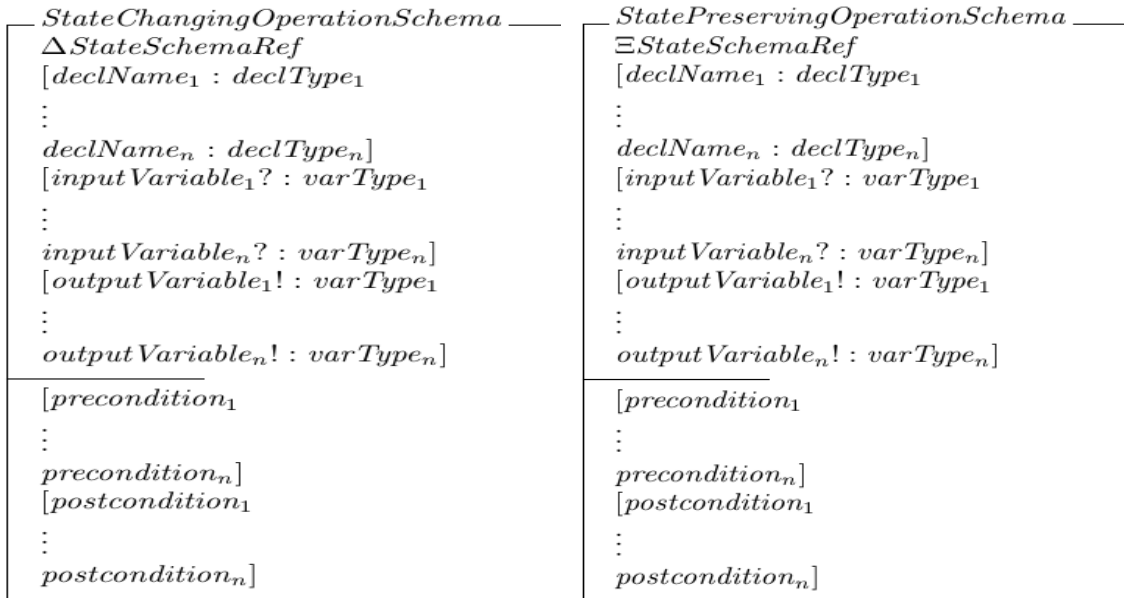 StateChangingOperationSchema
ΔStateSchemaRef
[declName₁ : declType₁
⋮
declNameₙ : declTypeₙ]
[inputVariable₁? : varType₁
⋮
inputVariableₙ? : varTypeₙ]
[outputVariable₁! : varType₁
⋮
outputVariableₙ! : varTypeₙ]
[precondition₁
⋮
preconditionₙ]
[postcondition₁
⋮
postconditionₙ]
StatePreservingOperationSchema
ΞStateSchemaRef
[declName₁ : declType₁
⋮
declNameₙ : declTypeₙ]
[inputVariable₁? : varType₁
⋮
inputVariableₙ? : varTypeₙ]
[outputVariable₁! : varType₁
⋮
outputVariableₙ! : varTypeₙ]
[precondition₁
⋮
preconditionₙ]
[postcondition₁
⋮
postconditionₙ]